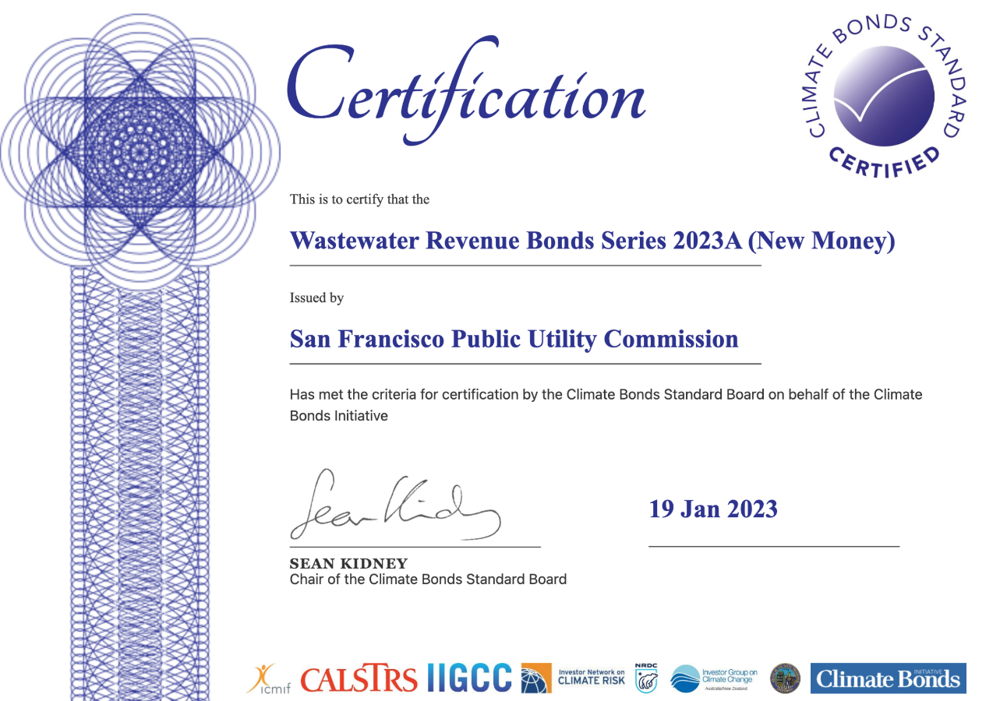 Certification
CLIMATE BONDS STANDARD
CERTIFIED
This is to certify that the
Wastewater Revenue Bonds Series 2023A (New Money)
Issued by
San Francisco Public Utility Commission
Has met the criteria for certification by the Climate Bonds Standard Board on behalf of the Climate
Bonds Initiative
Sean Kidney
19 Jan 2023
SEAN KIDNEY
Chair of the Climate Bonds Standard Board
icmif
CALSTRS
IIGCC
Investor Network on
CLIMATE RISK
NRDC
Investor Group on
Climate Change
Australia/New Zealand
Climate Bonds
INITIATIVE